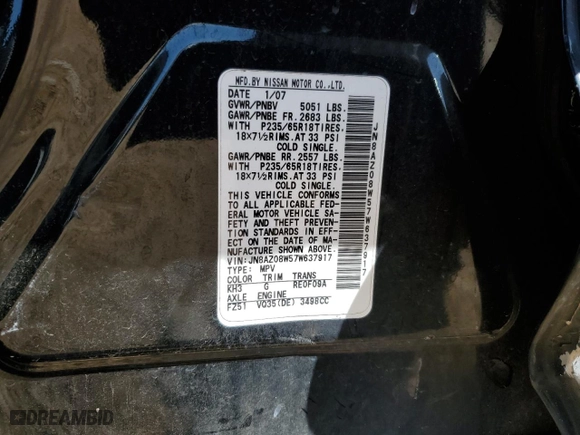 MFD.BY NISSAN MOTOR CO.,LTD.
DATE 1/07
GVWR/PNBV 5051 LBS.
GAWR/PNBE FR. 2683 LBS.
WITH P235/65R18TIRES.
18×7½RIMS.AT 33 PSI
COLD SINGLE.
GAWR/PNBE RR. 2557 LBS.
WITH P235/65R18TIRES.
18×7½RIMS.AT 33 PSI
COLD SINGLE.
THIS VEHICLE CONFORMS
TO ALL APPLICABLE FED-
ERAL MOTOR VEHICLE SA-
FETY AND THEFT PREVEN-
TION STANDARDS IN EFF-
ECT ON THE DATE OF MA-
NUFACTURE SHOWN ABOVE.
VIN:JN8AZ08W57W637917
TYPE: MPV
COLOR TRIM TRANS
KH3 G RE0F09A
AXLE ENGINE
FZ51 VQ35(DE) 3498CC
JN8AZ08W57W637917
DREAMBID